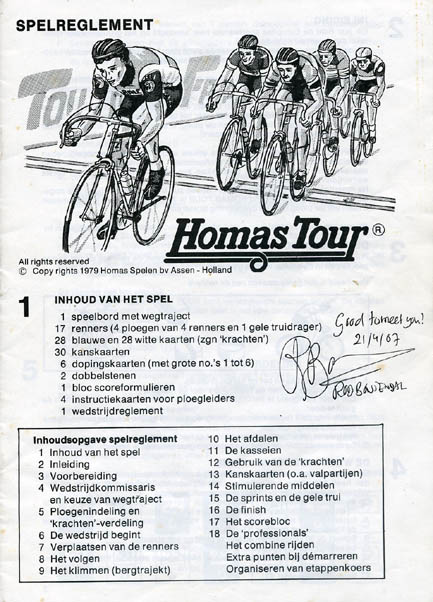 SPELREGLEMENT
Homas Tour ®
All rights reserved
© Copy rights 1979 Homas Spelen bv Assen - Holland
1 INHOUD VAN HET SPEL
1 speelbord met wegtraject
17 renners (4 ploegen van 4 renners en 1 gele truidrager)
28 blauwe en 28 witte kaarten (zgn 'krachten')
30 kanskaarten
6 dopingskaarten (met grote no.'s 1 tot 6)
2 dobbelstenen
1 bloc scoreformulieren
4 instructiekaarten voor ploegleiders
1 wedstrijdreglement
Good to meet you!
21/4/07
Inhoudsopgave spelreglement
1 Inhoud van het spel
2 Inleiding
3 Voorbereiding
4 Wedstrijdkommissaris
en keuze van wegtraject
5 Ploegenindeling en
'krachten'-verdeling
6 De wedstrijd begint
7 Verplaatsen van de renners
8 Het volgen
9 Het klimmen (bergtrajekt)
10 Het afdalen
11 De kasseien
12 Gebruik van de 'krachten'
13 Kanskaarten (o.a. valpartijen)
14 Stimulerende middelen
15 De sprints en de gele trui
16 De finish
17 Het scorebloc
18 De 'professionals'
Het combine rijden
Extra punten bij démarreren
Organiseren van etappenkoers